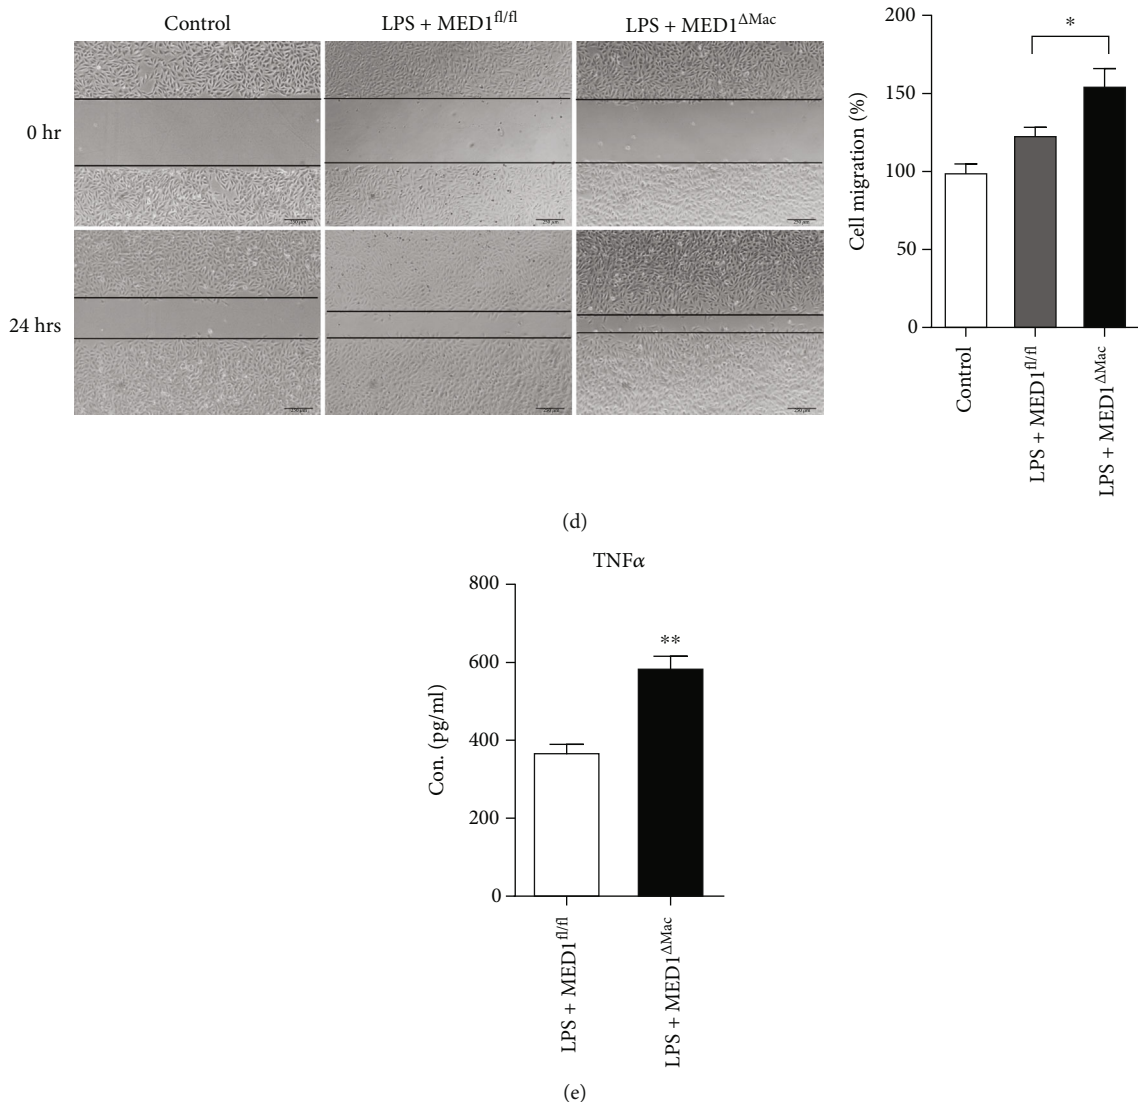 Control
LPS + MED1fl/fl
LPS + MED1ΔMac
0 hr
24 hrs
Cell migration (%)
200
150
100
50
0
*
Control
LPS + MED1fl/fl
LPS + MED1ΔMac
(d)
TNFα
Con. (pg/ml)
800
600
400
200
0
**
LPS + MED1fl/fl
LPS + MED1ΔMac
(e)